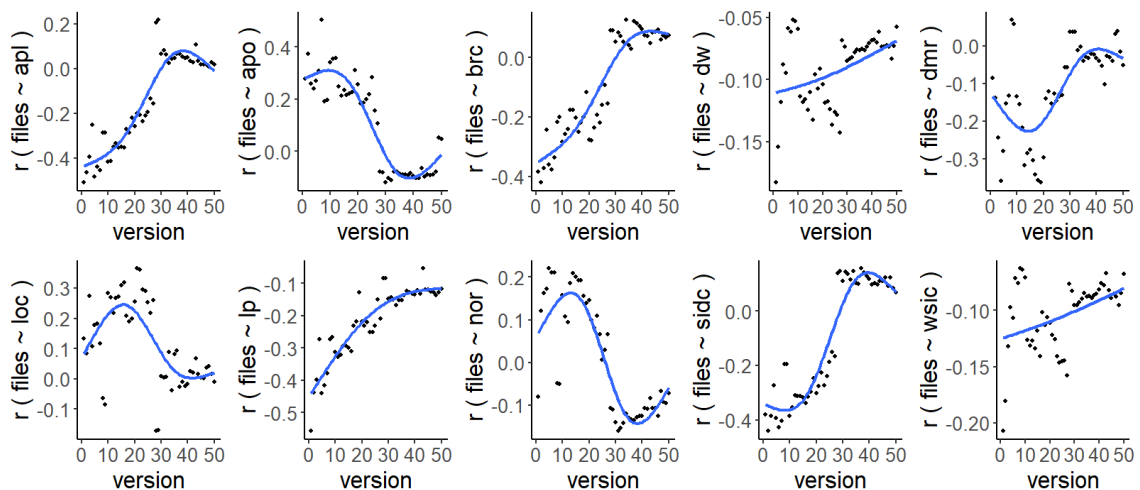 r ( files ~ apl )
0.2
0.0
-0.2
-0.4
0 10 20 30 40 50
version
r ( files ~ apo )
0.4
0.2
0.0
0 10 20 30 40 50
version
r ( files ~ brc )
0.2
0.0
-0.2
-0.4
0 10 20 30 40 50
version
r ( files ~ dw )
-0.05
-0.10
-0.15
0 10 20 30 40 50
version
r ( files ~ dmr )
0.0
-0.1
-0.2
-0.3
0 10 20 30 40 50
version
r ( files ~ loc )
0.3
0.2
0.1
0.0
-0.1
0 10 20 30 40 50
version
r ( files ~ lp )
-0.1
-0.2
-0.3
-0.4
-0.5
0 10 20 30 40 50
version
r ( files ~ nor )
0.2
0.1
0.0
-0.1
0 10 20 30 40 50
version
r ( files ~ sidc )
0.0
-0.2
-0.4
0 10 20 30 40 50
version
r ( files ~ wsic )
-0.10
-0.15
-0.20
0 10 20 30 40 50
version